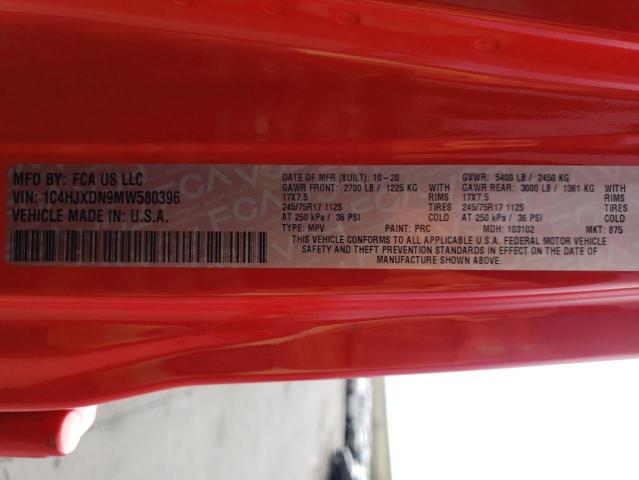 MFD BY: FCA US LLC
VIN: 1C4HJXDN9MW580396
VEHICLE MADE IN U.S.A.
DATE OF MFR (BUILT): 10-20 GVWR: 5400 LB / 2450 KG
GAWR FRONT: 2700 LB / 1225 KG WITH GAWR REAR: 3000 LB / 1361 KG WITH
17X7.5 RIMS 17X7.5 RIMS
245/75R17 112S TIRES 245/75R17 112S TIRES
AT 250 kPa / 36 PSI COLD AT 250 kPa / 36 PSI COLD
TYPE: MPV PAINT: PRC MDH: 103102 MKT: 875
THIS VEHICLE CONFORMS TO ALL APPLICABLE U.S.A. FEDERAL MOTOR VEHICLE
SAFETY AND THEFT PREVENTION STANDARDS IN EFFECT ON THE DATE OF
MANUFACTURE SHOWN ABOVE.